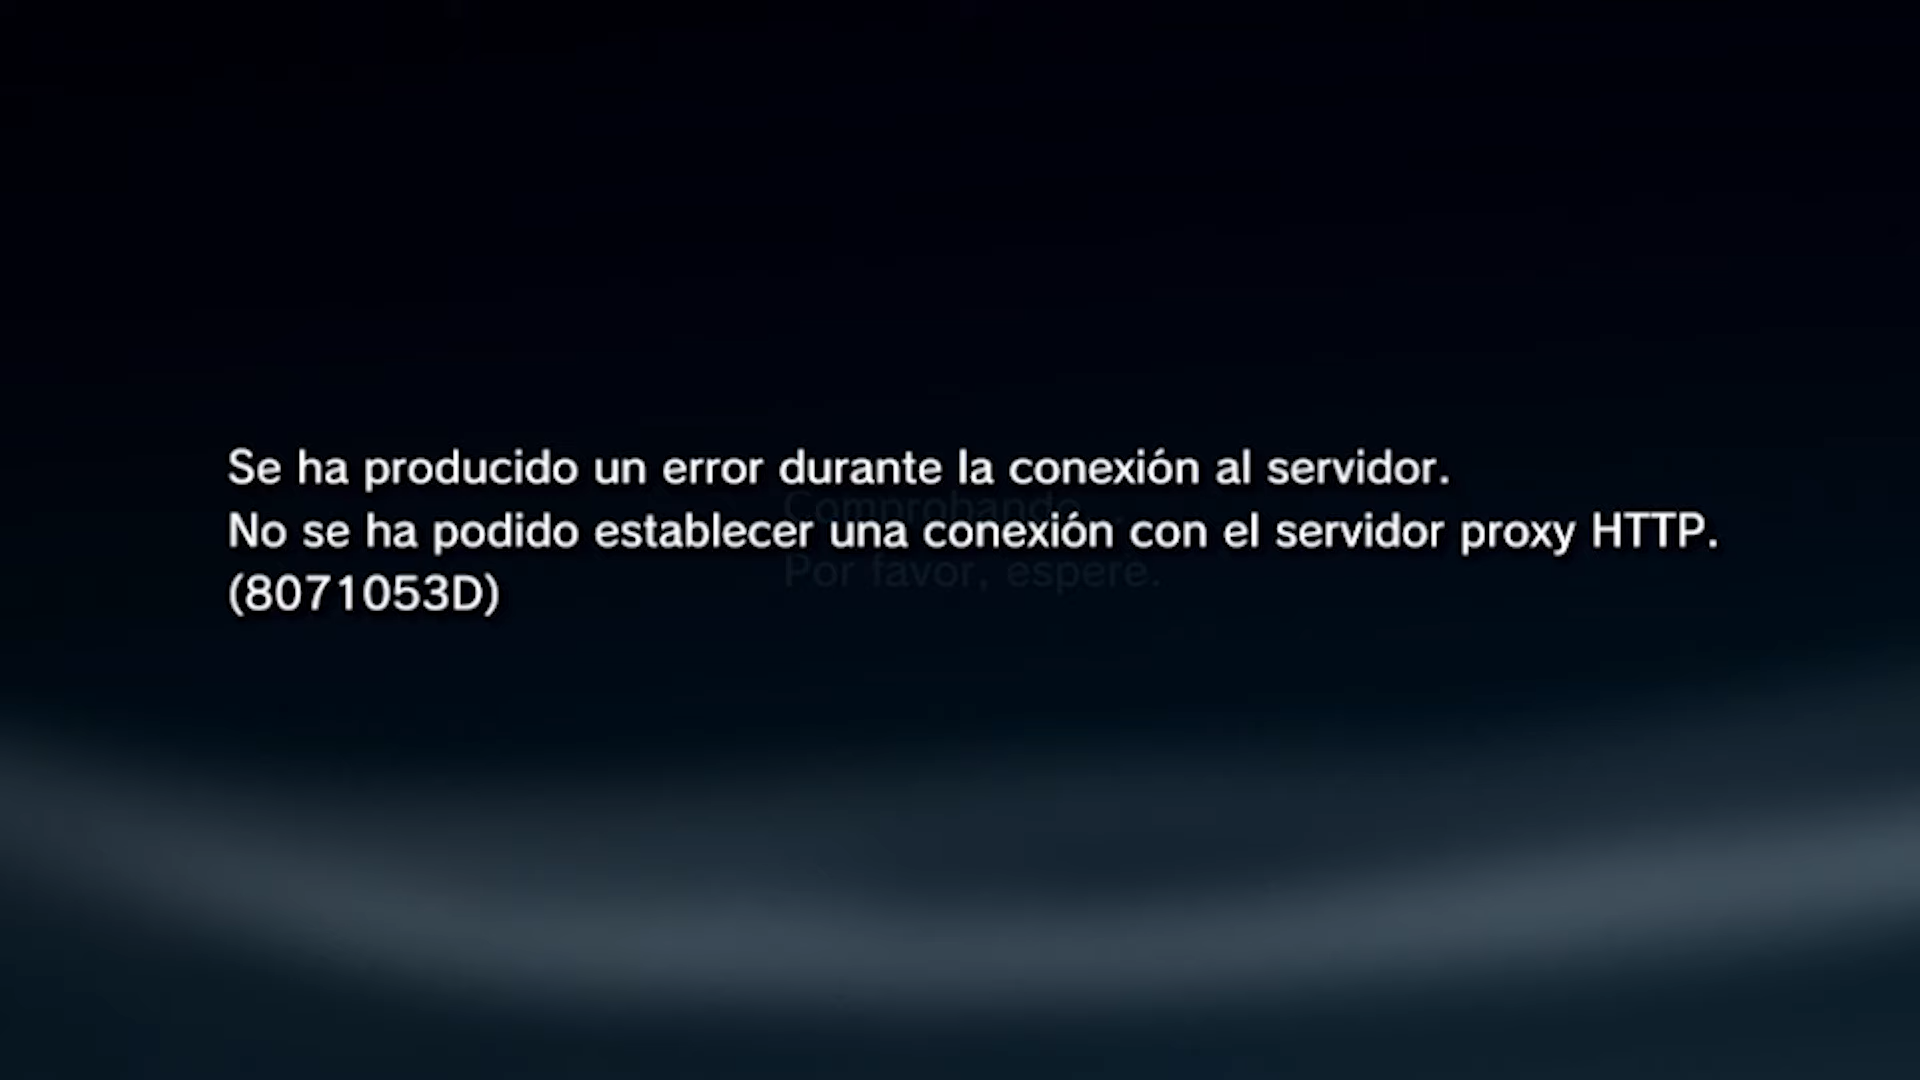 Se ha producido un error durante la conexión al servidor.
Comprobando.
No se ha podido establecer una conexión con el servidor proxy HTTP.
Por favor, espere.
(8071053D)